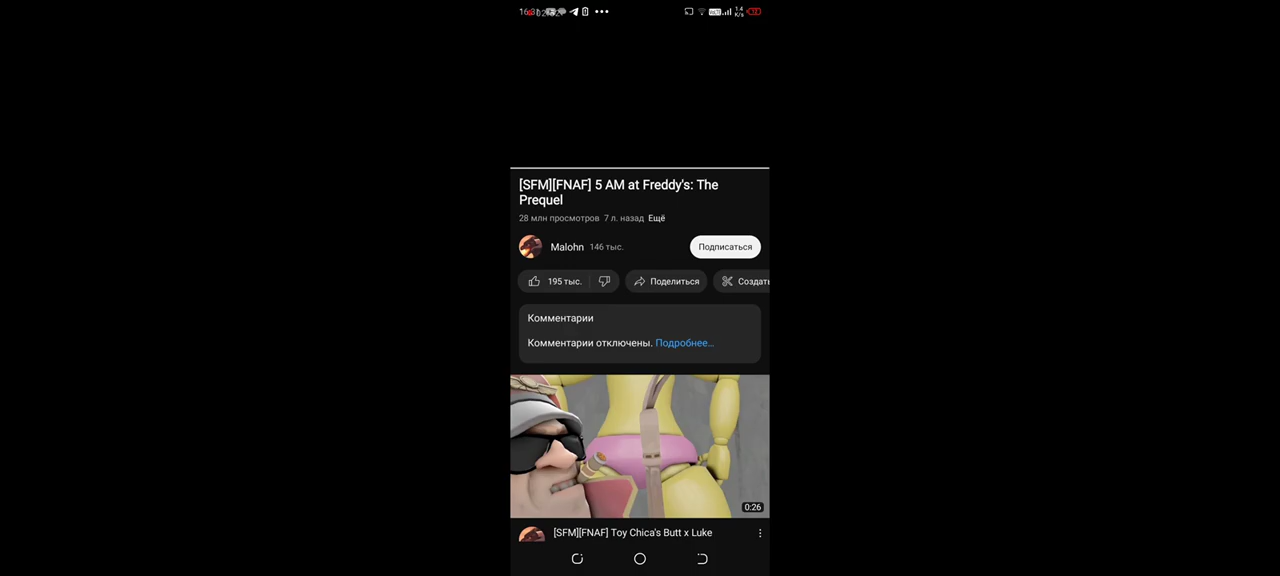 [SFM][FNAF] 5 AM at Freddy's: The
Prequel
28 млн просмотров 7 л. назад Ещё
Malohn 146 тыс.
Подписаться
195 тыс.
Поделиться
Создать
Комментарии
Комментарии отключены. Подробнее...
0:26
[SFM][FNAF] Toy Chica's Butt x Luke